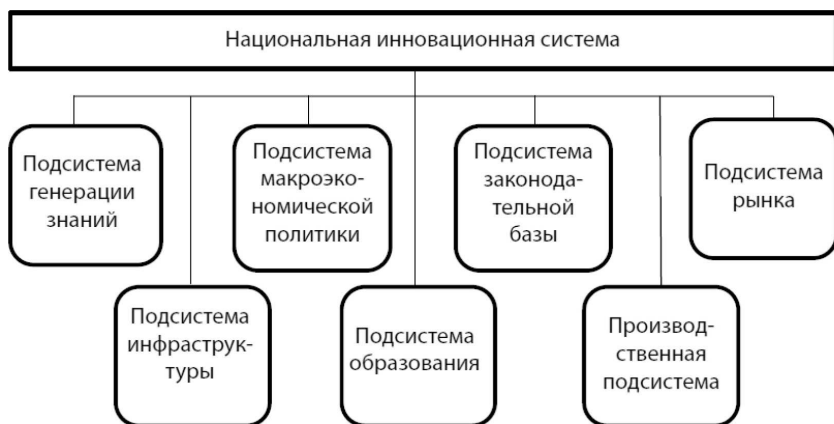 Национальная инновационная система
Подсистема
генерации
знаний
Подсистема
макроэко-
номической
политики
Подсистема
законода-
тельной
базы
Подсистема
рынка
Подсистема
инфраструк-
туры
Подсистема
образования
Производ-
ственная
подсистема